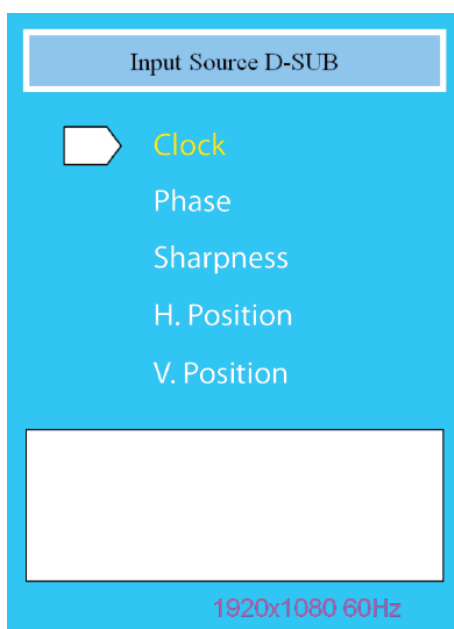 Input Source D-SUB
Clock
Phase
Sharpness
H. Position
V. Position
1920x1080 60Hz